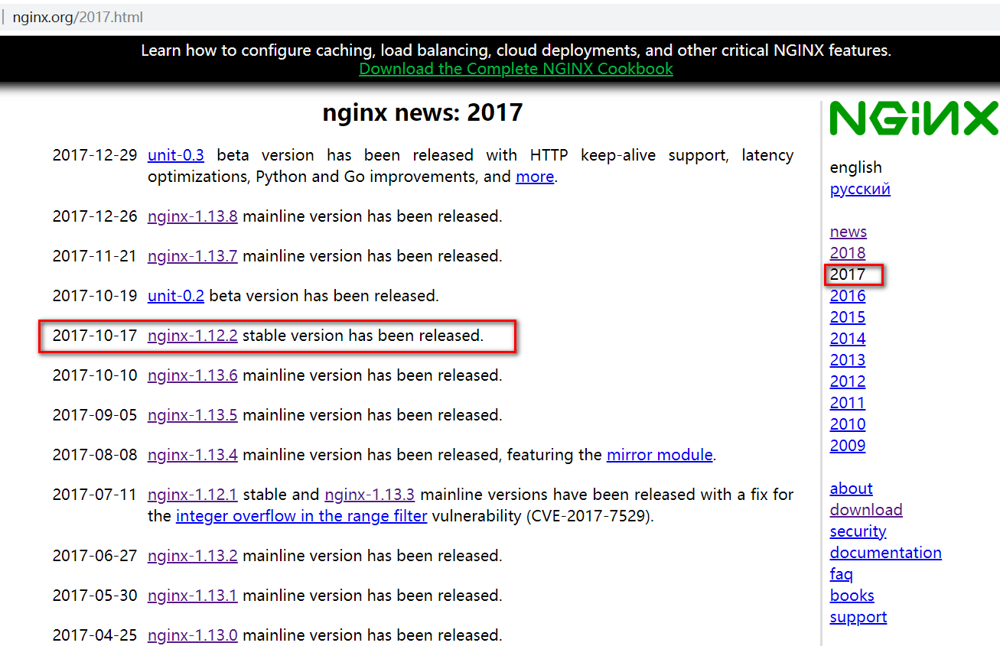 nginx.org/2017.html
Learn how to configure caching, load balancing, cloud deployments, and other critical NGINX features.
Download the Complete NGINX Cookbook
nginx news: 2017
2017-12-29 unit-0.3 beta version has been released with HTTP keep-alive support, latency
optimizations, Python and Go improvements, and more.
2017-12-26 nginx-1.13.8 mainline version has been released.
2017-11-21 nginx-1.13.7 mainline version has been released.
2017-10-19 unit-0.2 beta version has been released.
2017-10-17 nginx-1.12.2 stable version has been released.
2017-10-10 nginx-1.13.6 mainline version has been released.
2017-09-05 nginx-1.13.5 mainline version has been released.
2017-08-08 nginx-1.13.4 mainline version has been released, featuring the mirror module.
2017-07-11 nginx-1.12.1 stable and nginx-1.13.3 mainline versions have been released with a fix for
the integer overflow in the range filter vulnerability (CVE-2017-7529).
2017-06-27 nginx-1.13.2 mainline version has been released.
2017-05-30 nginx-1.13.1 mainline version has been released.
2017-04-25 nginx-1.13.0 mainline version has been released.
NGINX
english
русский
news
2018
2017
2016
2015
2014
2013
2012
2011
2010
2009
about
download
security
documentation
faq
books
support